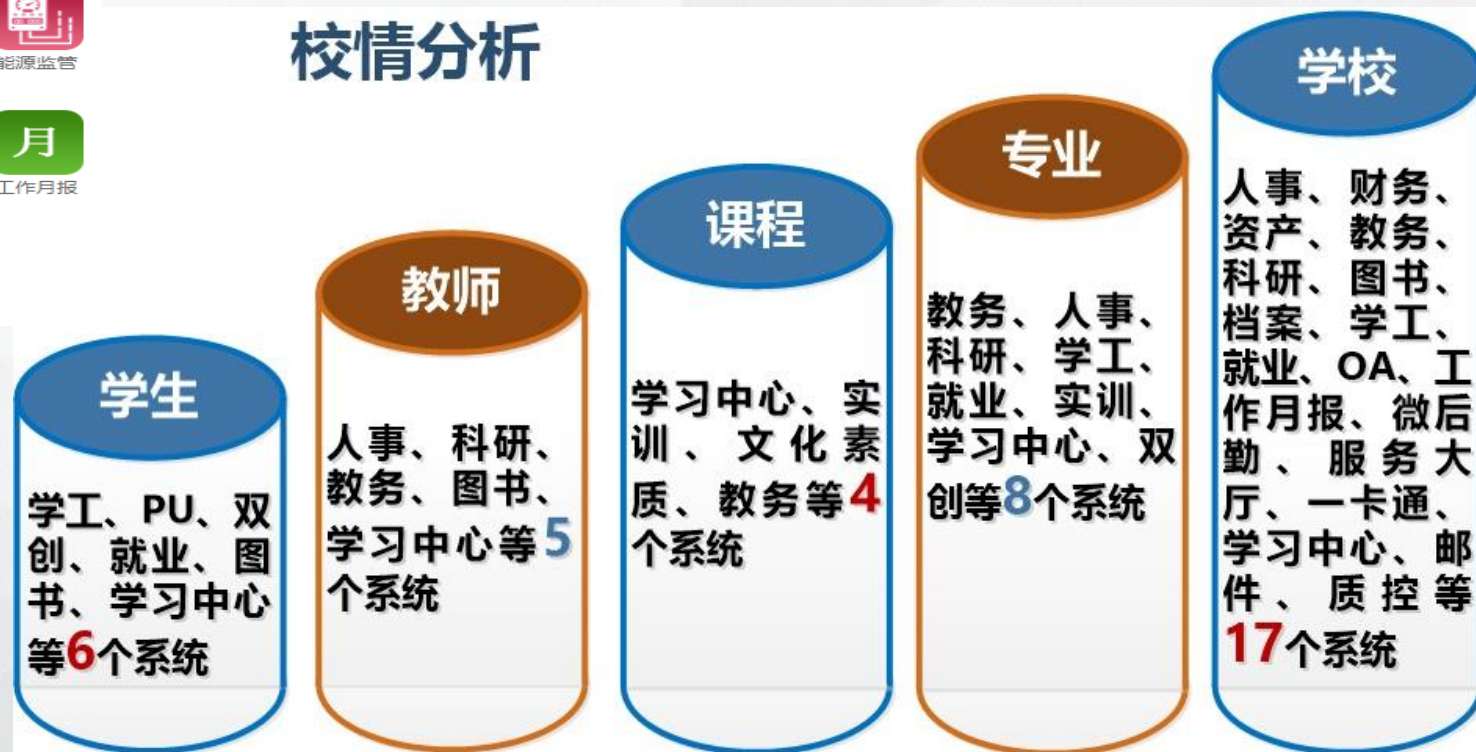 能源监管
月
工作月报
校情分析
学生
学工、PU、双
创、就业、图
书、学习中心
等6个系统
教师
人事、科研、
教务、图书、
学习中心等5
个系统
课程
学习中心、实
训、文化素
质、教务等4
个系统
专业
教务、人事、
科研、学工、
就业、实训、
学习中心、双
创等8个系统
学校
人事、财务、
资产、教务、
科研、图书、
档案、学工、
就业、OA、工
作月报、微后
勤、服务大
厅、一卡通、
学习中心、邮
件、质控等
17个系统